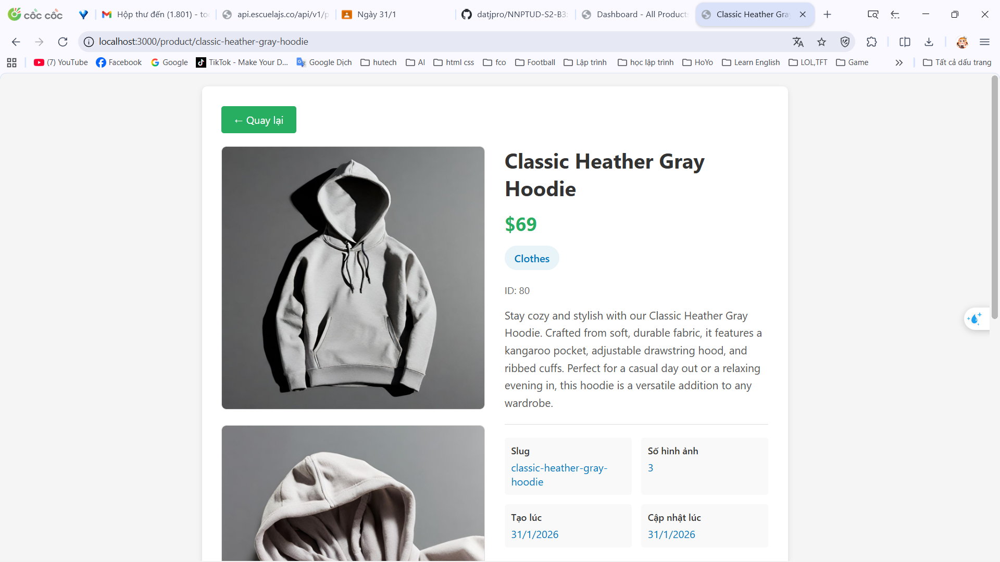 cốc cốc
Hộp thư đến (1.801) - to
api.escuelajs.co/api/v1/p
Ngày 31/1
datjpro/NNPTUD-S2-B3:
Dashboard - All Products
Classic Heather Gray
localhost:3000/product/classic-heather-gray-hoodie
(7) YouTube
Facebook
Google
TikTok - Make Your D...
Google Dịch
hutech
AI
html css
fco
Football
Lập trình
học lập trình
HoYo
Learn English
LOL,TFT
Game
Tất cả dấu trang
← Quay lại
Classic Heather Gray
Hoodie
$69
Clothes
ID: 80
Stay cozy and stylish with our Classic Heather Gray
Hoodie. Crafted from soft, durable fabric, it features a
kangaroo pocket, adjustable drawstring hood, and
ribbed cuffs. Perfect for a casual day out or a relaxing
evening in, this hoodie is a versatile addition to any
wardrobe.
Slug
classic-heather-gray-
hoodie
Số hình ảnh
3
Tạo lúc
31/1/2026
Cập nhật lúc
31/1/2026